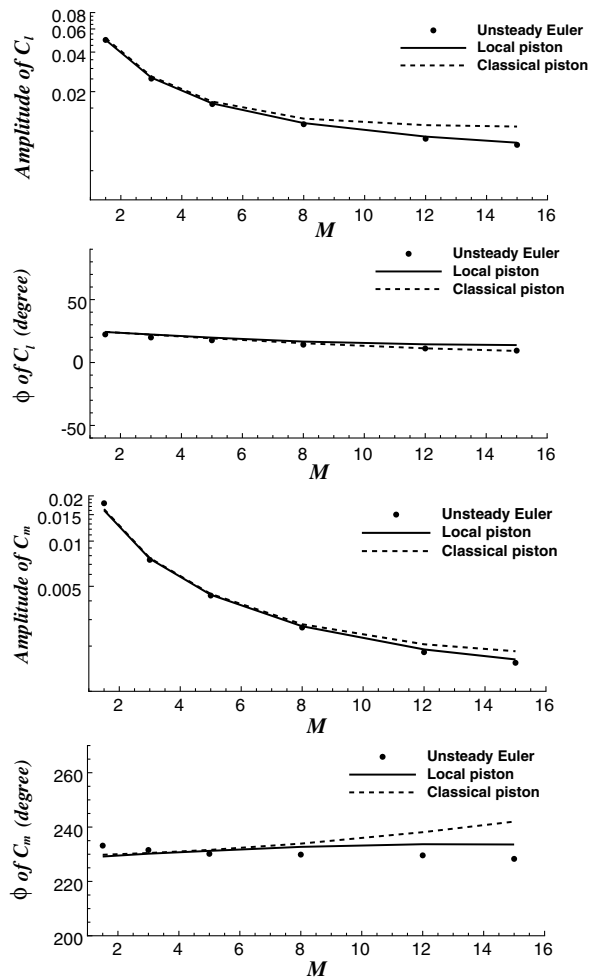 0.08
0.06
0.04
0.02
Amplitude of C_l
Unsteady Euler
Local piston
Classical piston
2 4 6 8 10 12 14 16
M
50
0
-50
ϕ of C_l (degree)
Unsteady Euler
Local piston
Classical piston
2 4 6 8 10 12 14 16
M
0.02
0.015
0.01
0.005
Amplitude of C_m
Unsteady Euler
Local piston
Classical piston
2 4 6 8 10 12 14 16
M
260
240
220
200
ϕ of C_m (degree)
Unsteady Euler
Local piston
Classical piston
2 4 6 8 10 12 14 16
M